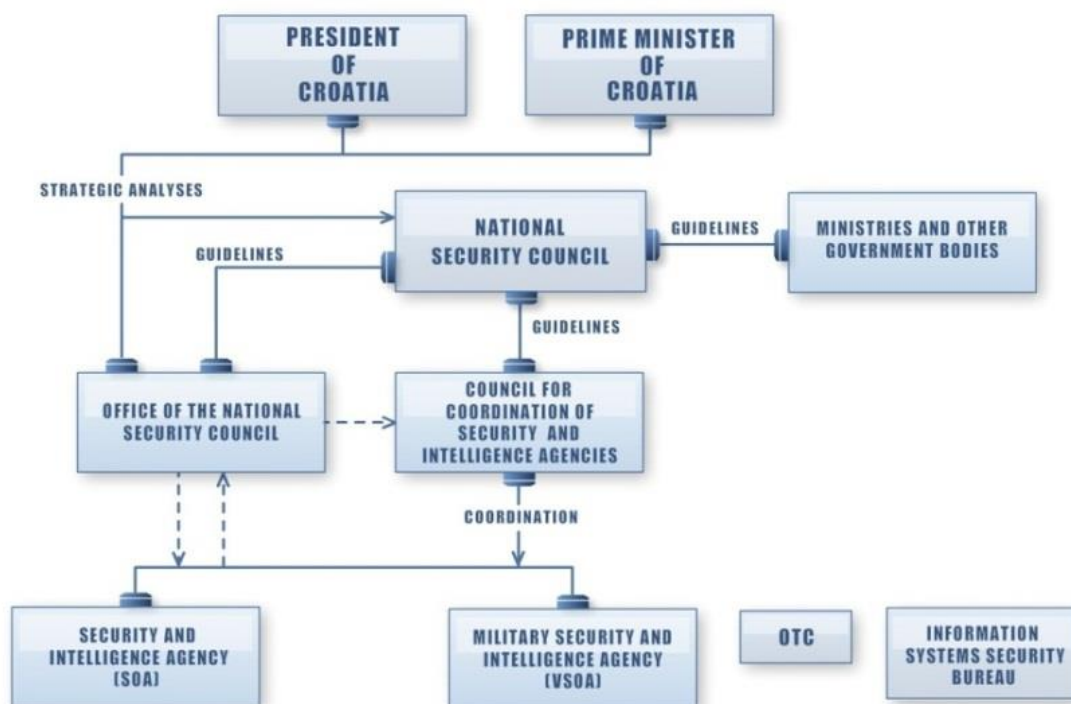 PRESIDENT
OF
CROATIA
PRIME MINISTER
OF
CROATIA
STRATEGIC ANALYSES
NATIONAL
SECURITY COUNCIL
GUIDELINES
MINISTRIES AND OTHER
GOVERNMENT BODIES
GUIDELINES
GUIDELINES
OFFICE OF THE NATIONAL
SECURITY COUNCIL
COUNCIL FOR
COORDINATION OF
SECURITY AND
INTELLIGENCE AGENCIES
COORDINATION
SECURITY AND
INTELLIGENCE AGENCY
(SOA)
MILITARY SECURITY AND
INTELLIGENCE AGENCY
(VSOA)
OTC
INFORMATION
SYSTEMS SECURITY
BUREAU